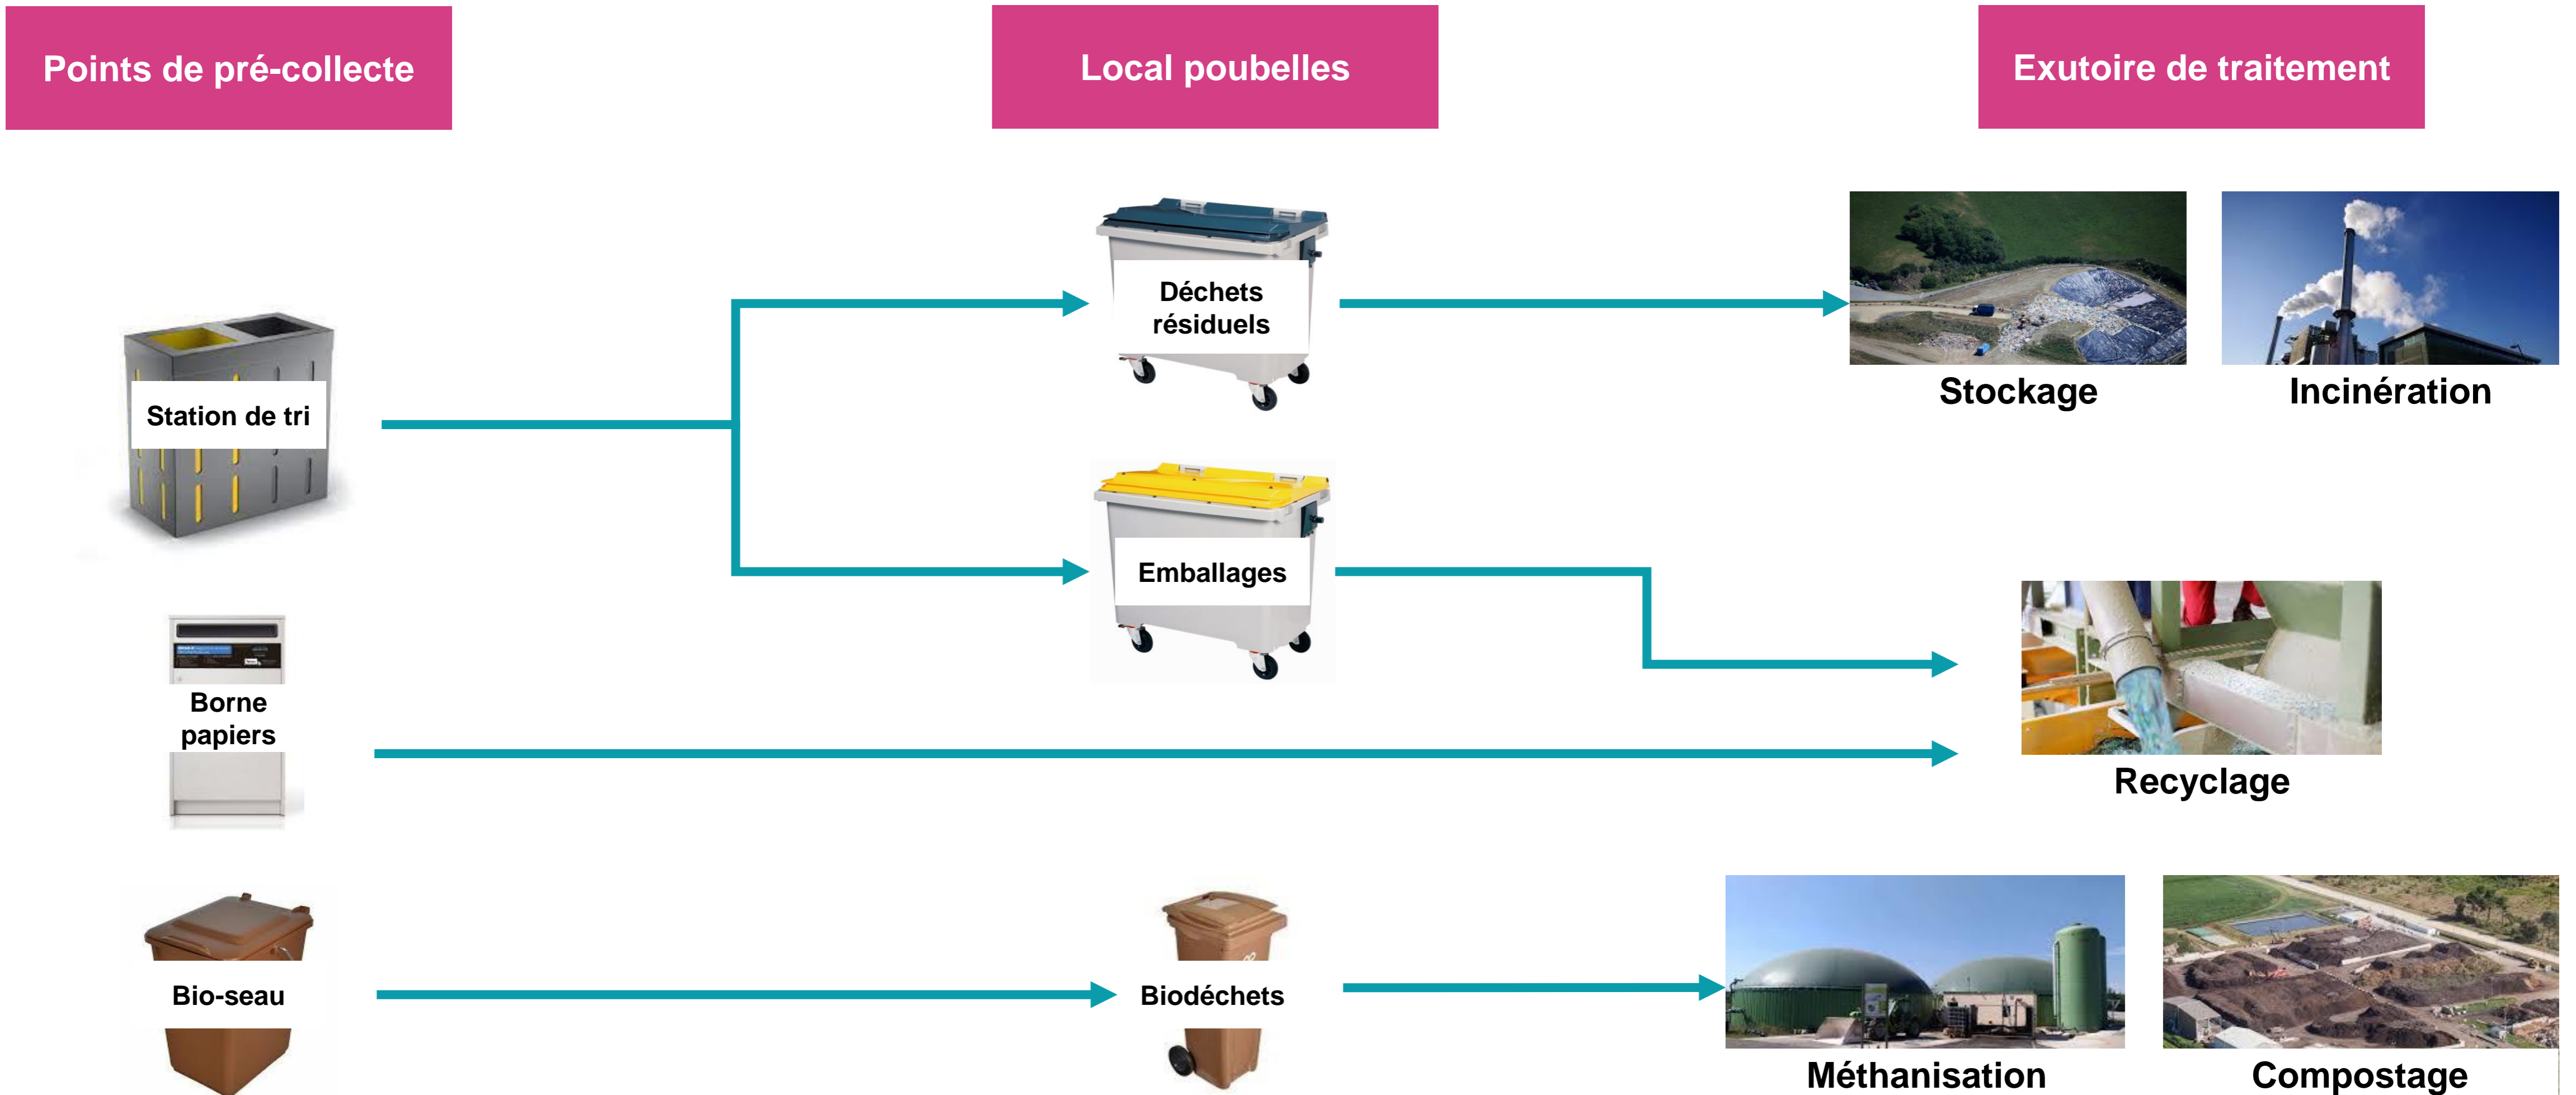 Points de pré-collecte
Local poubelles
Exutoire de traitement
Station de tri
Déchets
résiduels
Stockage
Incinération
Emballages
Borne
papiers
Recyclage
Bio-seau
Biodéchets
Méthanisation
Compostage